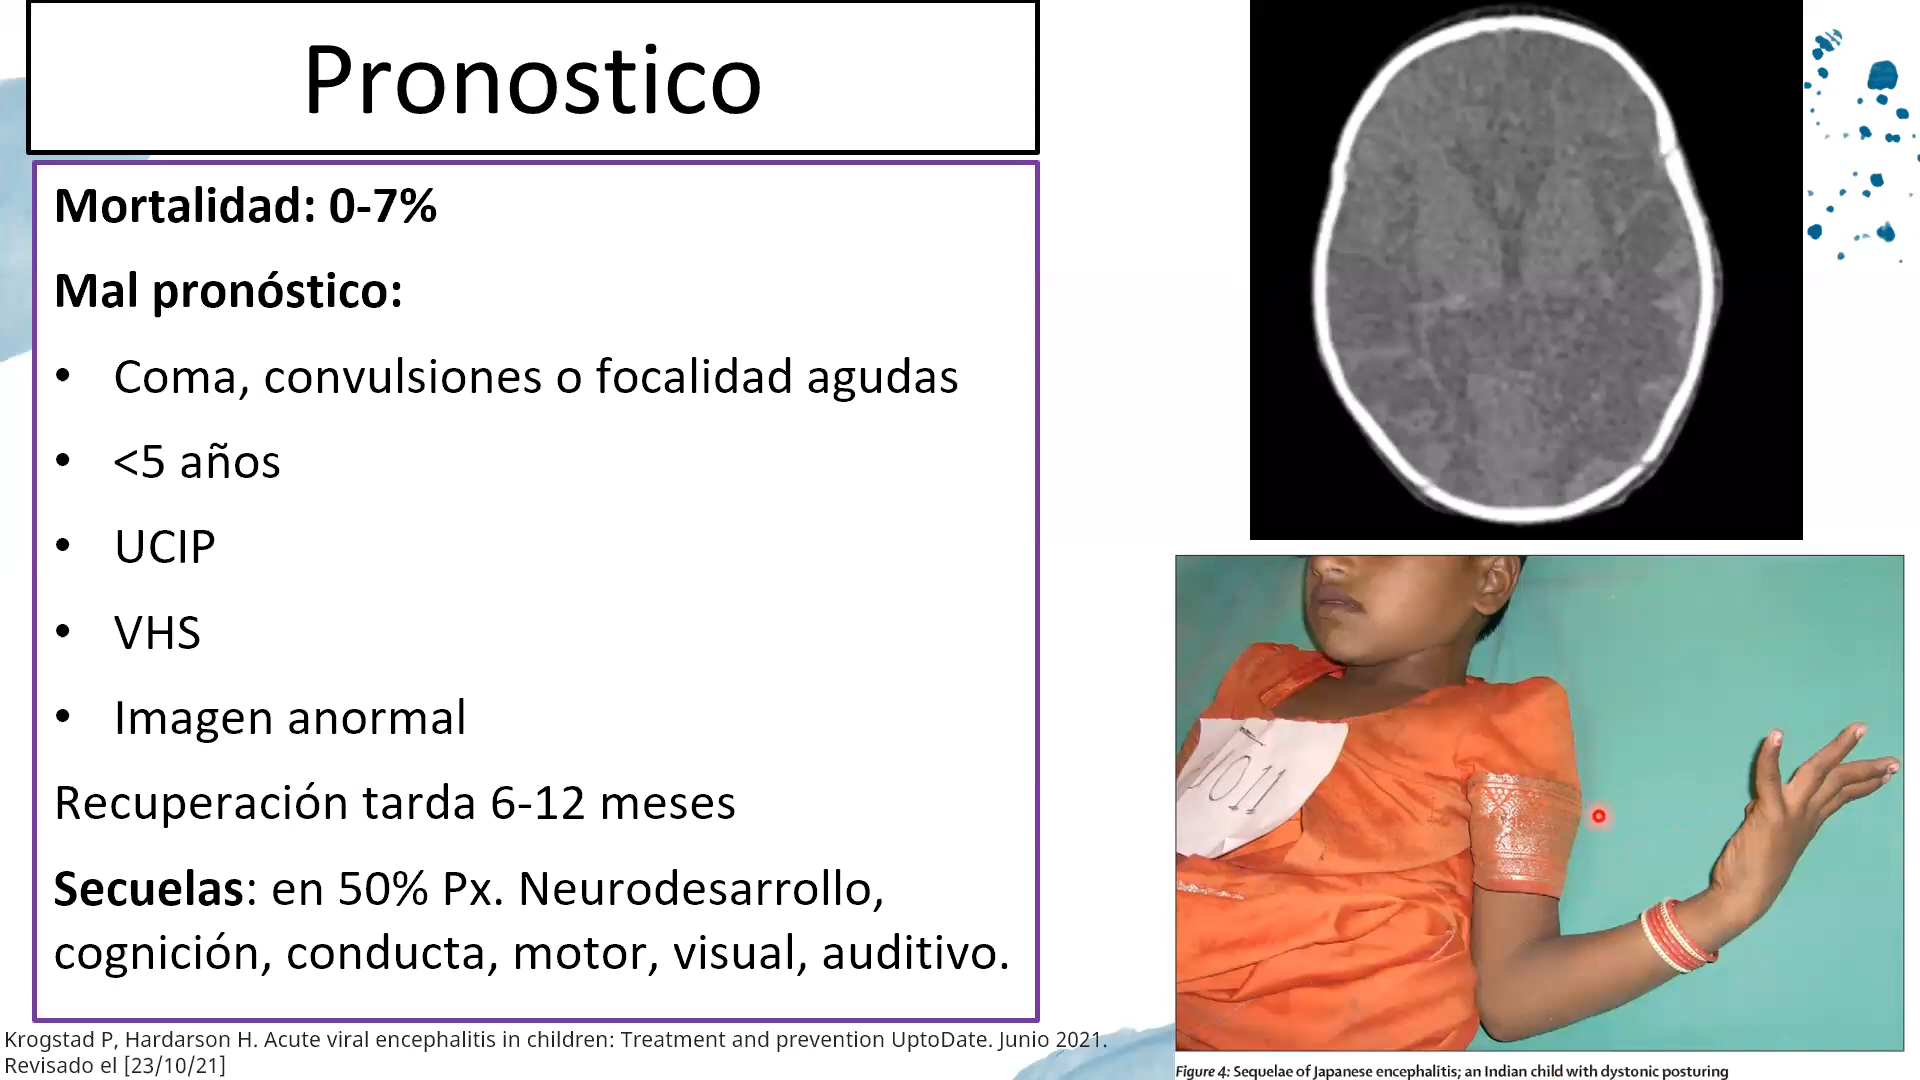 Pronostico
Mortalidad: 0-7%
Mal pronóstico:
• Coma, convulsiones o focalidad agudas
• <5 años
• UCIP
• VHS
• Imagen anormal
Recuperación tarda 6-12 meses
Secuelas: en 50% Px. Neurodesarrollo,
cognición, conducta, motor, visual, auditivo.
Krogstad P, Hardarson H. Acute viral encephalitis in children: Treatment and prevention UptoDate. Junio 2021.
Revisado el [23/10/21]
Figure 4: Sequelae of Japanese encephalitis; an Indian child with dystonic posturing